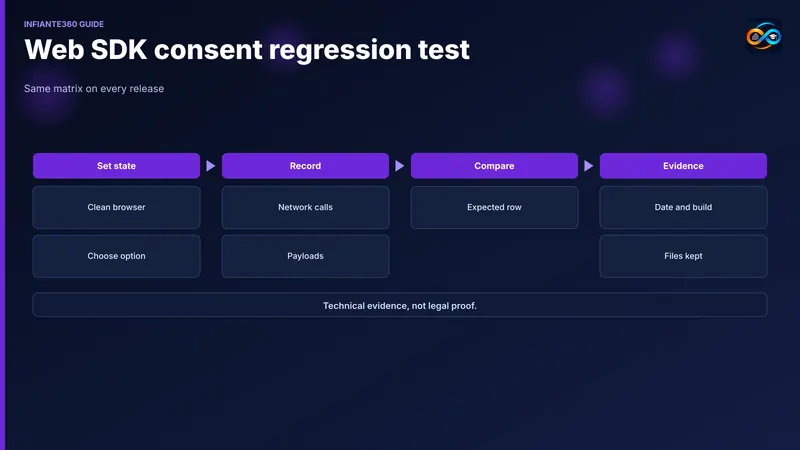 INFIANTE360 GUIDE
Web SDK consent regression test
Same matrix on every release
Set state
Record
Compare
Evidence
Clean browser
Network calls
Expected row
Date and build
Choose option
Payloads
Files kept
Technical evidence, not legal proof.